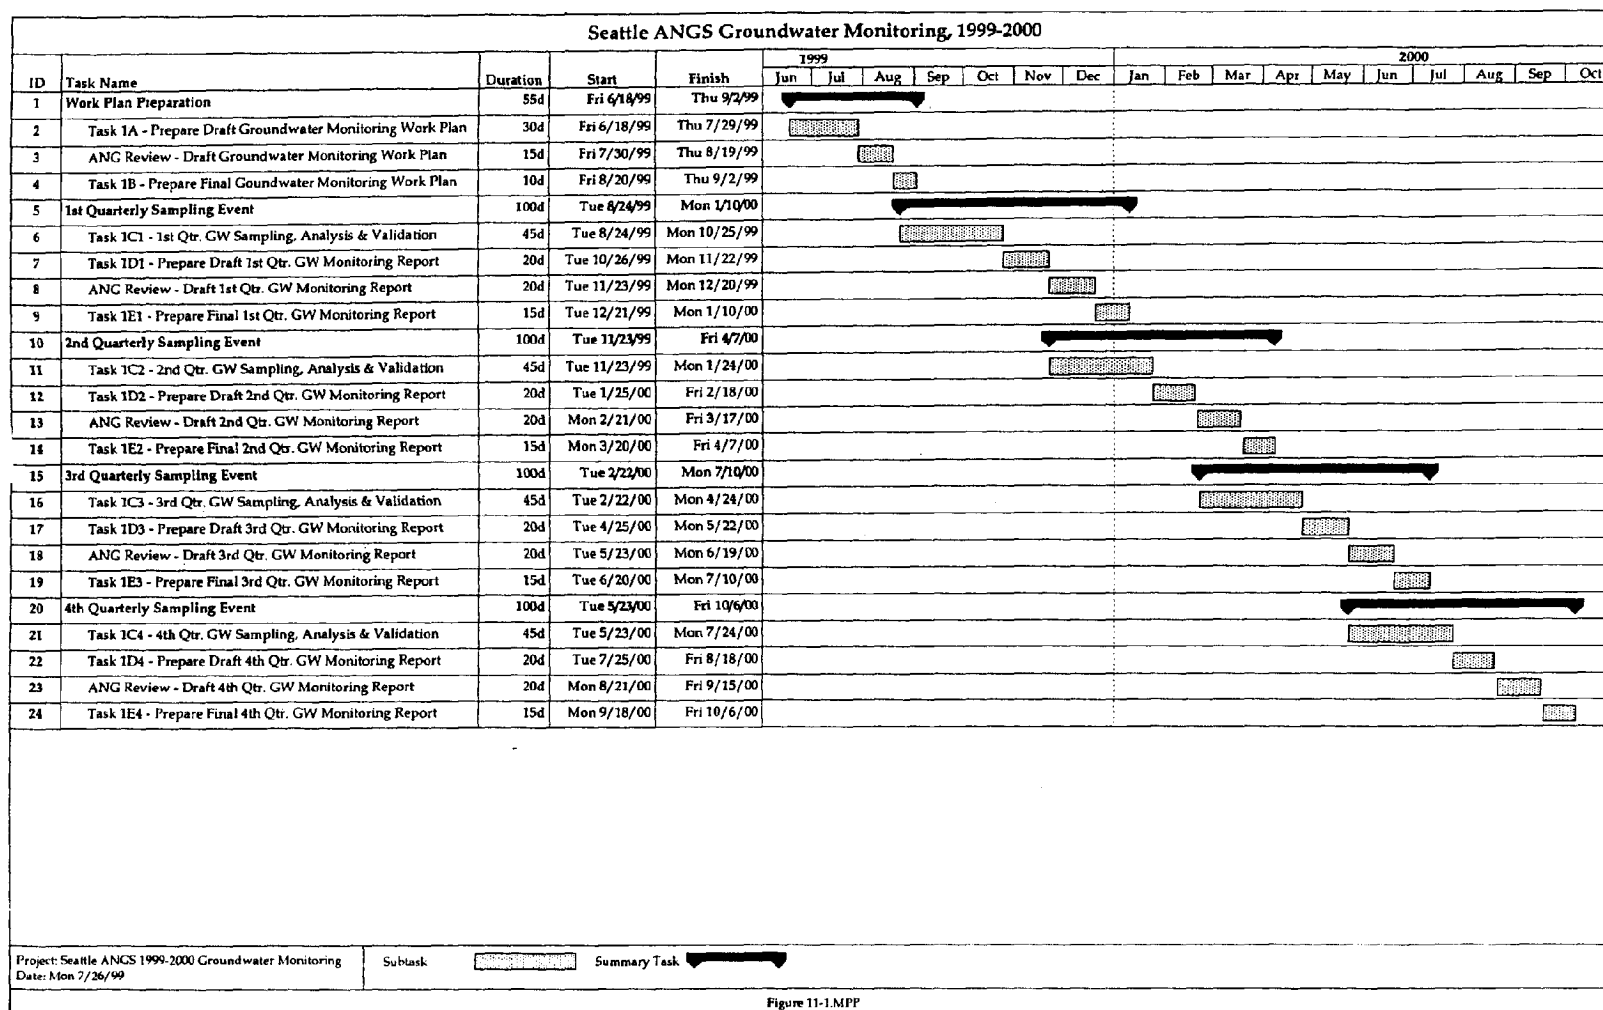 Seattle ANGS Groundwater Monitoring, 1999-2000
1999 2000
ID Task Name Duration Start Finish Jun Jul Aug Sep Oct Nov Dec Jan Feb Mar Apr May Jun Jul Aug Sep Oct
1 Work Plan Preparation 55d Fri 6/18/99 Thu 9/2/99
2 Task 1A - Prepare Draft Groundwater Monitoring Work Plan 30d Fri 6/18/99 Thu 7/29/99
3 ANG Review - Draft Groundwater Monitoring Work Plan 15d Fri 7/30/99 Thu 8/19/99
4 Task 1B - Prepare Final Goundwater Monitoring Work Plan 10d Fri 8/20/99 Thu 9/2/99
5 1st Quarterly Sampling Event 100d Tue 8/24/99 Mon 1/10/00
6 Task 1C1 - 1st Qtr. GW Sampling, Analysis & Validation 45d Tue 8/24/99 Mon 10/25/99
7 Task 1D1 - Prepare Draft 1st Qtr. GW Monitoring Report 20d Tue 10/26/99 Mon 11/22/99
8 ANG Review - Draft 1st Qtr. GW Monitoring Report 20d Tue 11/23/99 Mon 12/20/99
9 Task 1E1 - Prepare Final 1st Qtr. GW Monitoring Report 15d Tue 12/21/99 Mon 1/10/00
10 2nd Quarterly Sampling Event 100d Tue 11/23/99 Fri 4/7/00
11 Task 1C2 - 2nd Qtr. GW Sampling, Analysis & Validation 45d Tue 11/23/99 Mon 1/24/00
12 Task 1D2 - Prepare Draft 2nd Qtr. GW Monitoring Report 20d Tue 1/25/00 Fri 2/18/00
13 ANG Review - Draft 2nd Qtr. GW Monitoring Report 20d Mon 2/21/00 Fri 3/17/00
14 Task 1E2 - Prepare Final 2nd Qtr. GW Monitoring Report 15d Mon 3/20/00 Fri 4/7/00
15 3rd Quarterly Sampling Event 100d Tue 2/22/00 Mon 7/10/00
16 Task 1C3 - 3rd Qtr. GW Sampling, Analysis & Validation 45d Tue 2/22/00 Mon 4/24/00
17 Task 1D3 - Prepare Draft 3rd Qtr. GW Monitoring Report 20d Tue 4/25/00 Mon 5/22/00
18 ANG Review - Draft 3rd Qtr. GW Monitoring Report 20d Tue 5/23/00 Mon 6/19/00
19 Task 1E3 - Prepare Final 3rd Qtr. GW Monitoring Report 15d Tue 6/20/00 Mon 7/10/00
20 4th Quarterly Sampling Event 100d Tue 5/23/00 Fri 10/6/00
21 Task 1C4 - 4th Qtr. GW Sampling, Analysis & Validation 45d Tue 5/23/00 Mon 7/24/00
22 Task 1D4 - Prepare Draft 4th Qtr. GW Monitoring Report 20d Tue 7/25/00 Fri 8/18/00
23 ANG Review - Draft 4th Qtr. GW Monitoring Report 20d Mon 8/21/00 Fri 9/15/00
24 Task 1E4 - Prepare Final 4th Qtr. GW Monitoring Report 15d Mon 9/18/00 Fri 10/6/00
Project: Seattle ANGS 1999-2000 Groundwater Monitoring
Date: Mon 7/26/99
Subtask Summary Task
Figure 11-1.MPP